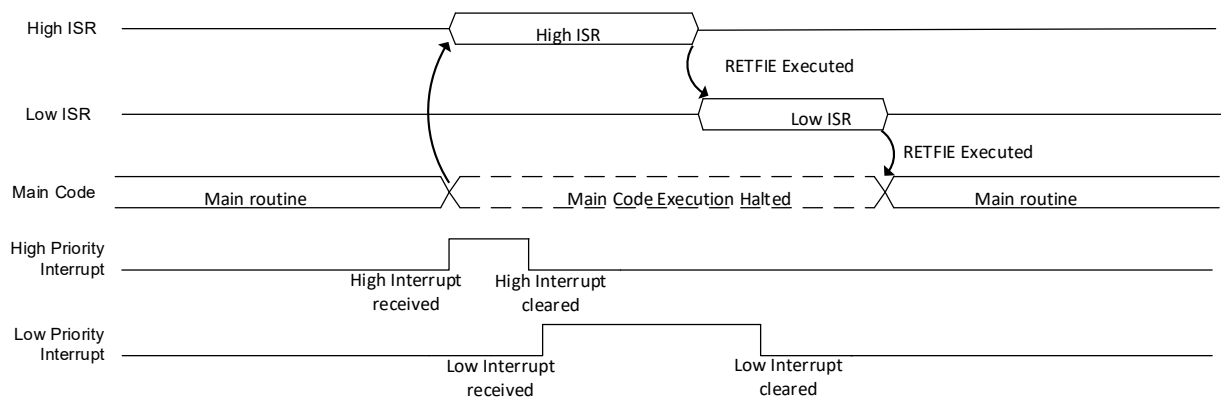 High ISR
High ISR
RETFIE Executed
Low ISR
Low ISR
RETFIE Executed
Main Code
Main routine
Main Code Execution Halted
Main routine
High Priority
Interrupt
High Interrupt
received
High Interrupt
cleared
Low Priority
Interrupt
Low Interrupt
received
Low Interrupt
cleared